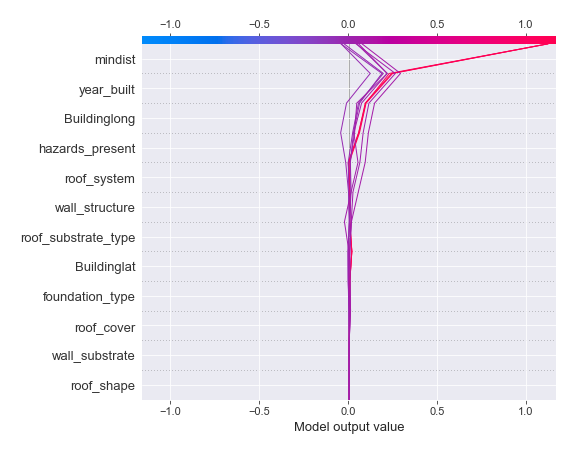 −1.0 −0.5 0.0 0.5 1.0
mindist
year_built
Buildinglong
hazards_present
roof_system
wall_structure
roof_substrate_type
Buildinglat
foundation_type
roof_cover
wall_substrate
roof_shape
−1.0 −0.5 0.0 0.5 1.0
Model output value